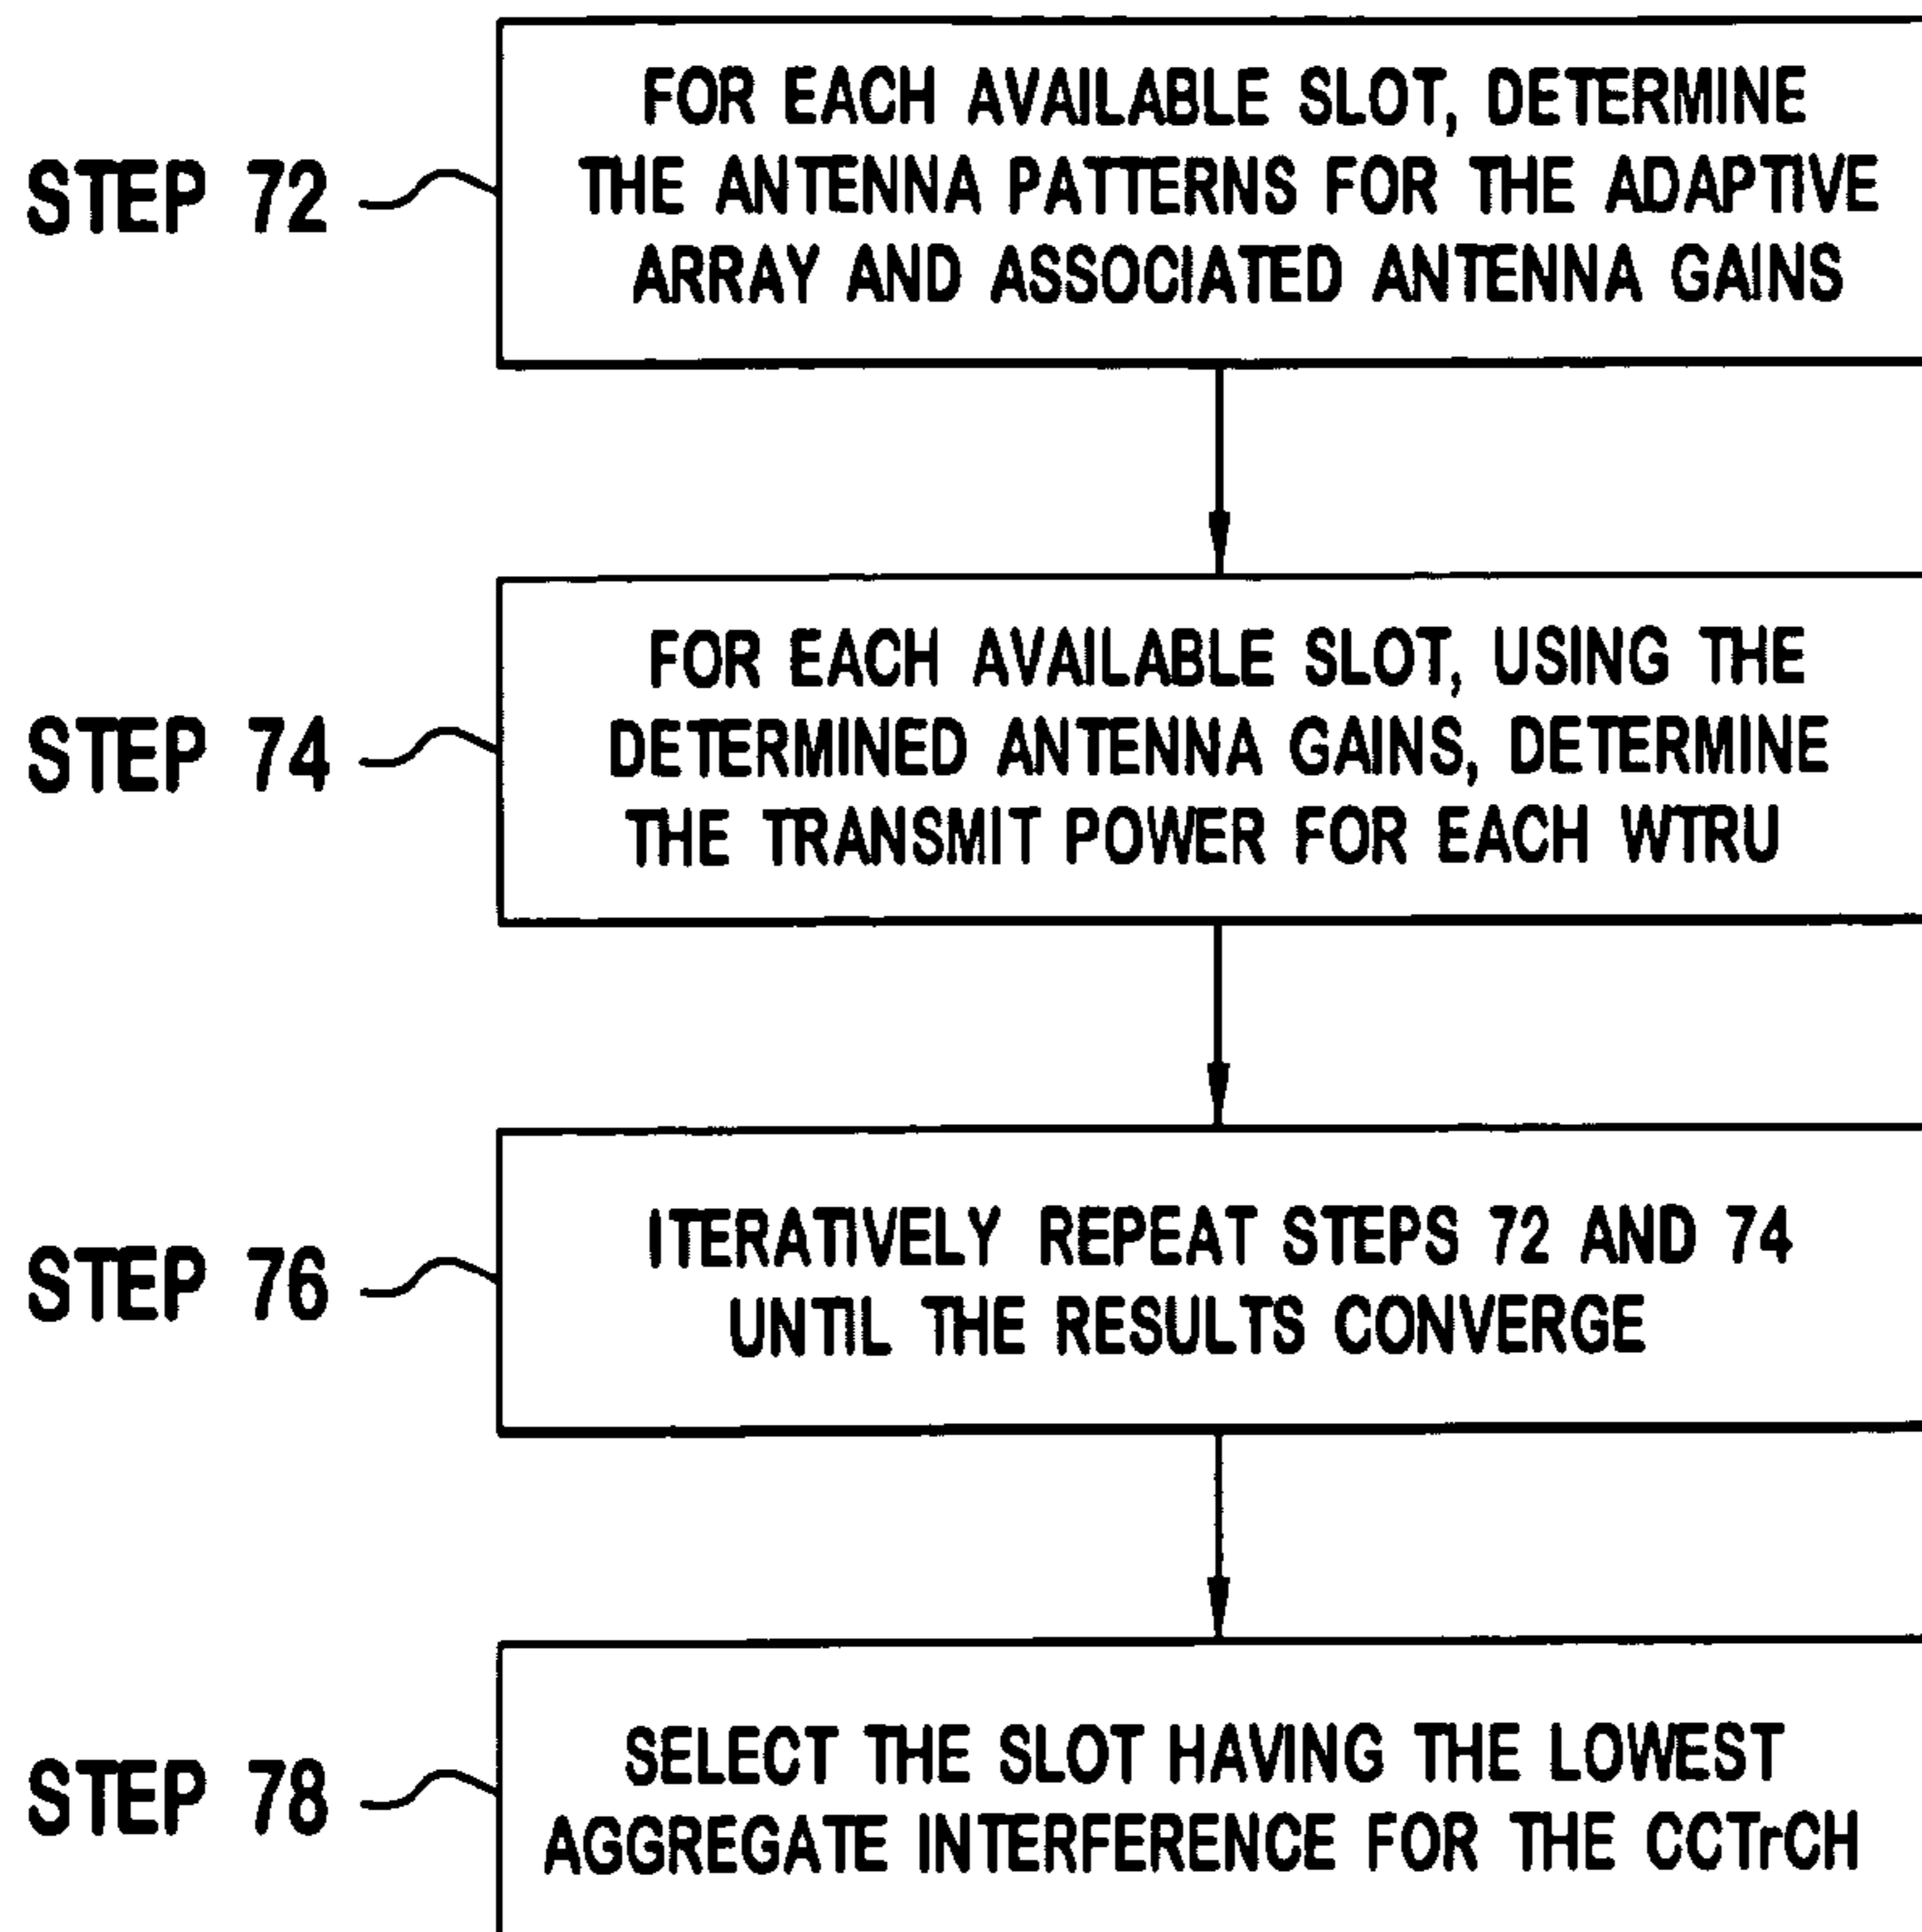 STEP 72
FOR EACH AVAILABLE SLOT, DETERMINE
THE ANTENNA PATTERNS FOR THE ADAPTIVE
ARRAY AND ASSOCIATED ANTENNA GAINS
STEP 74
FOR EACH AVAILABLE SLOT, USING THE
DETERMINED ANTENNA GAINS, DETERMINE
THE TRANSMIT POWER FOR EACH WTRU
STEP 76
ITERATIVELY REPEAT STEPS 72 AND 74
UNTIL THE RESULTS CONVERGE
STEP 78
SELECT THE SLOT HAVING THE LOWEST
AGGREGATE INTERFERENCE FOR THE CCTrCH